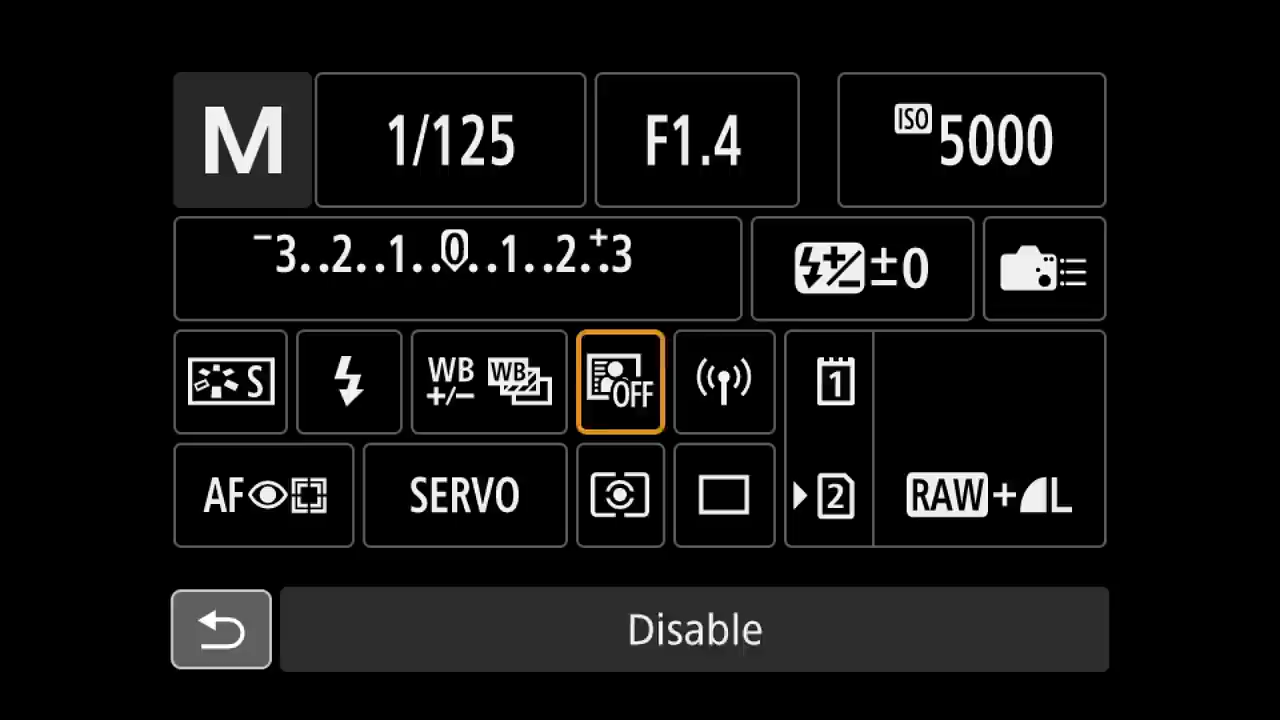 M 1/125 F1.4 ISO 5000
-3..2..1..0..1..2.+.3 ±0
S WB +/- WB OFF 1
AF SERVO 2 RAW+L
Disable